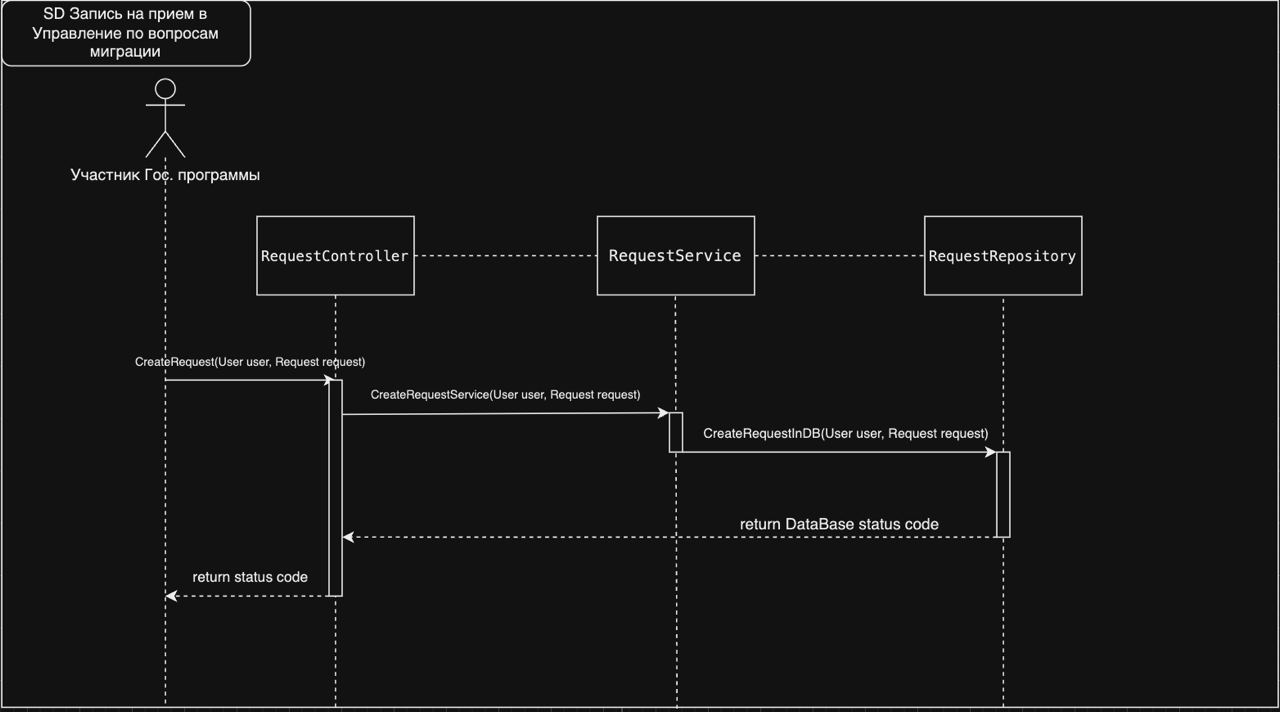 SD Запись на прием в
Управление по вопросам
миграции
Участник Гос. программы
RequestController
RequestService
RequestRepository
CreateRequest(User user, Request request)
CreateRequestService(User user, Request request)
CreateRequestInDB(User user, Request request)
return DataBase status code
return status code